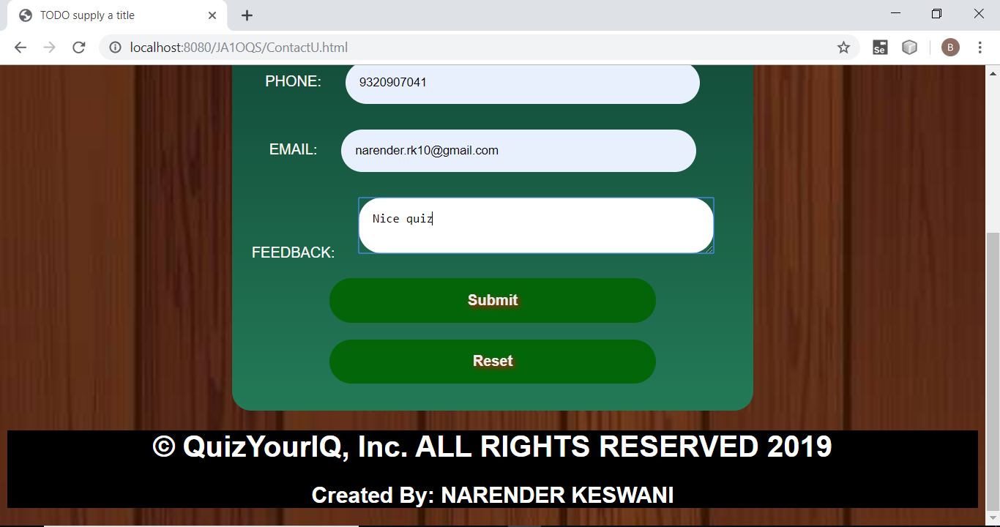 TODO supply a title
localhost:8080/JA1OQS/ContactU.html
Se
B
PHONE: 9320907041
EMAIL: narender.rk10@gmail.com
Nice quiz
FEEDBACK:
Submit
Reset
© QuizYourIQ, Inc. ALL RIGHTS RESERVED 2019
Created By: NARENDER KESWANI